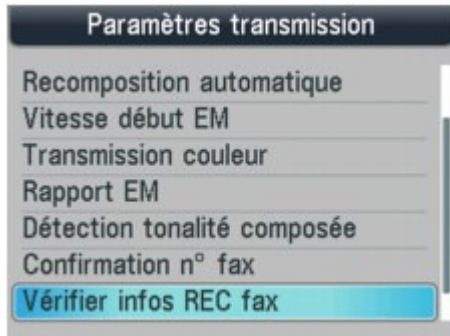 Paramètres transmission
Recomposition automatique
Vitesse début EM
Transmission couleur
Rapport EM
Détection tonalité composée
Confirmation n° fax
Vérifier infos REC fax